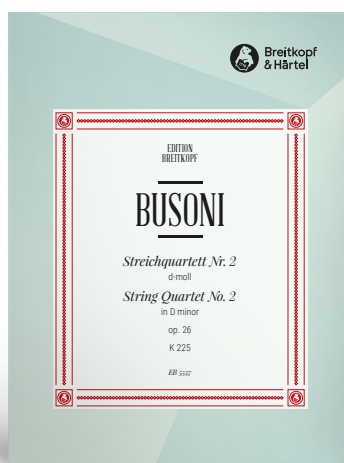 Breitkopf
& Härtel
EDITION
BREITKOPF
BUSONI
Streichquartett Nr. 2
d-moll
String Quartet No. 2
in D minor
op. 26
K 225
EB 5557